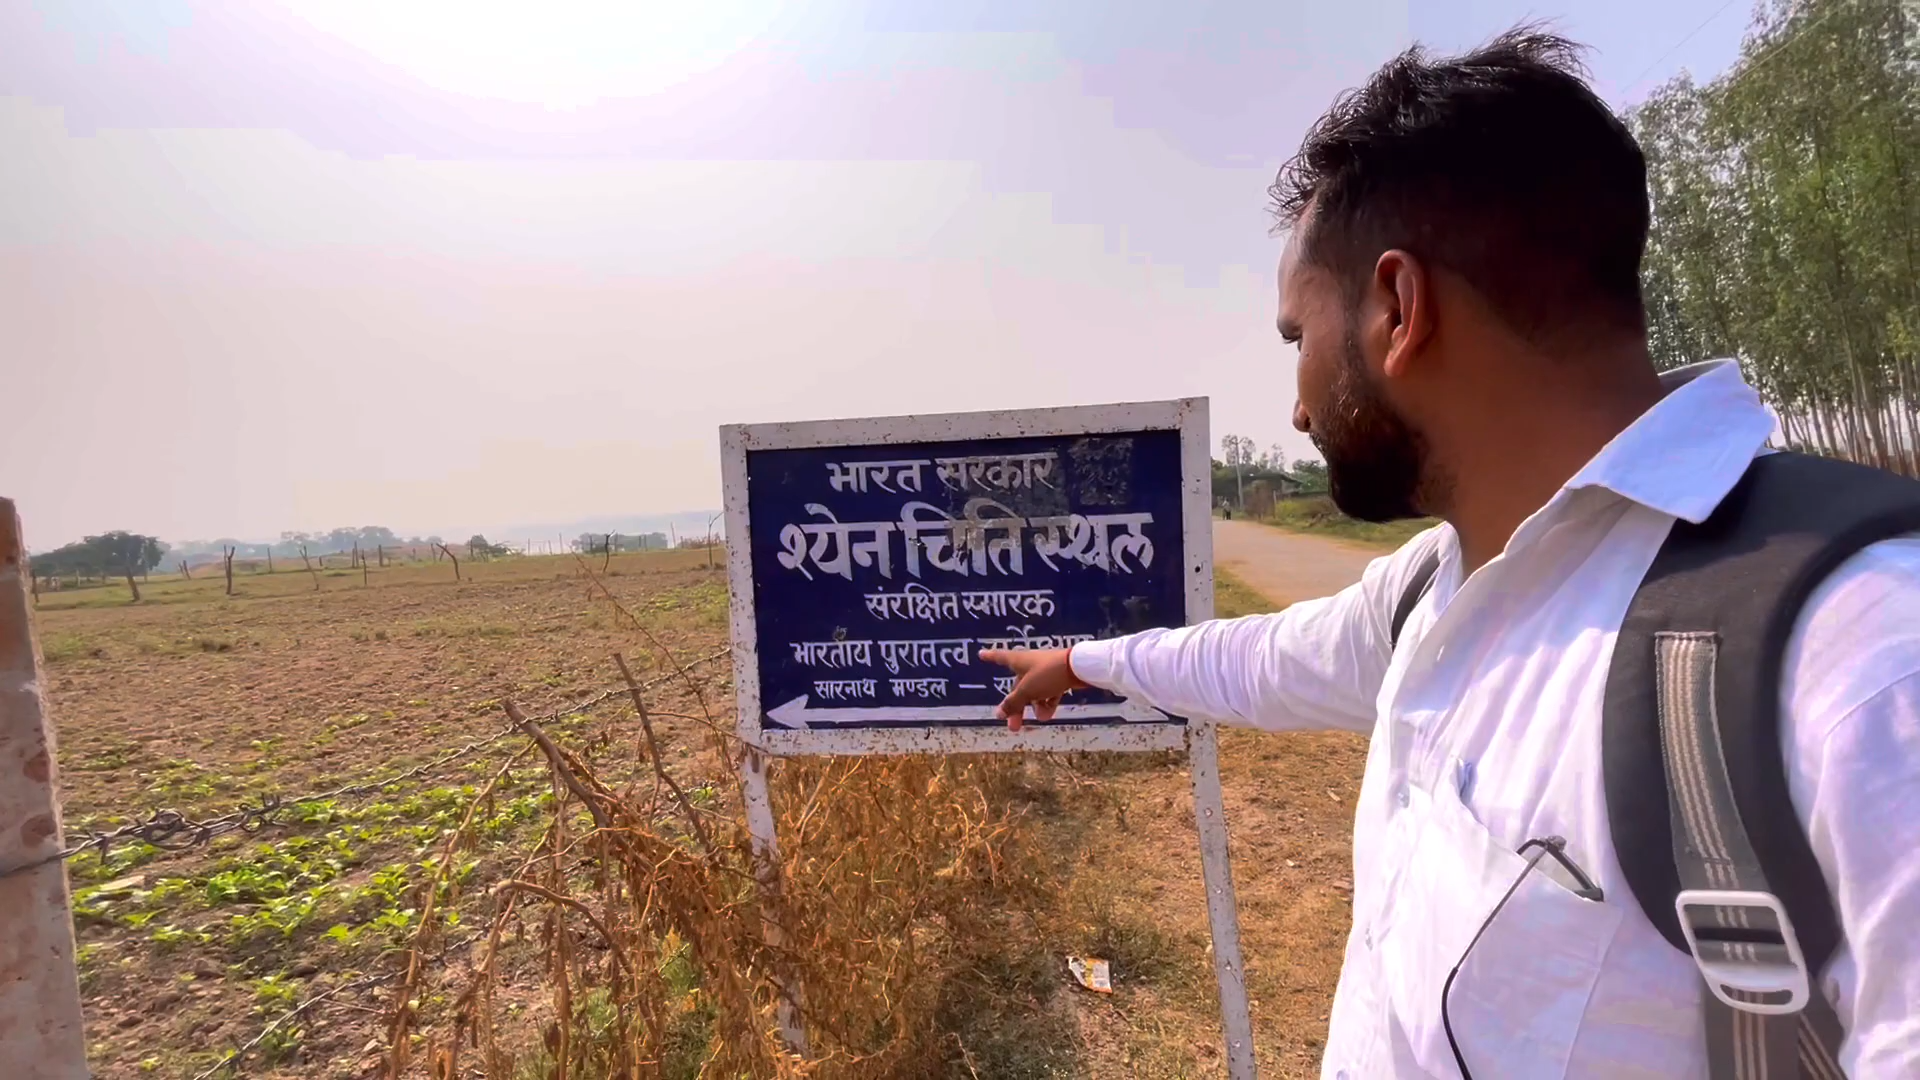 भारत सरकार
श्येन चिति स्थल
संरक्षित स्मारक
भारतीय पुरातत्व
सारनाथ मण्डल —